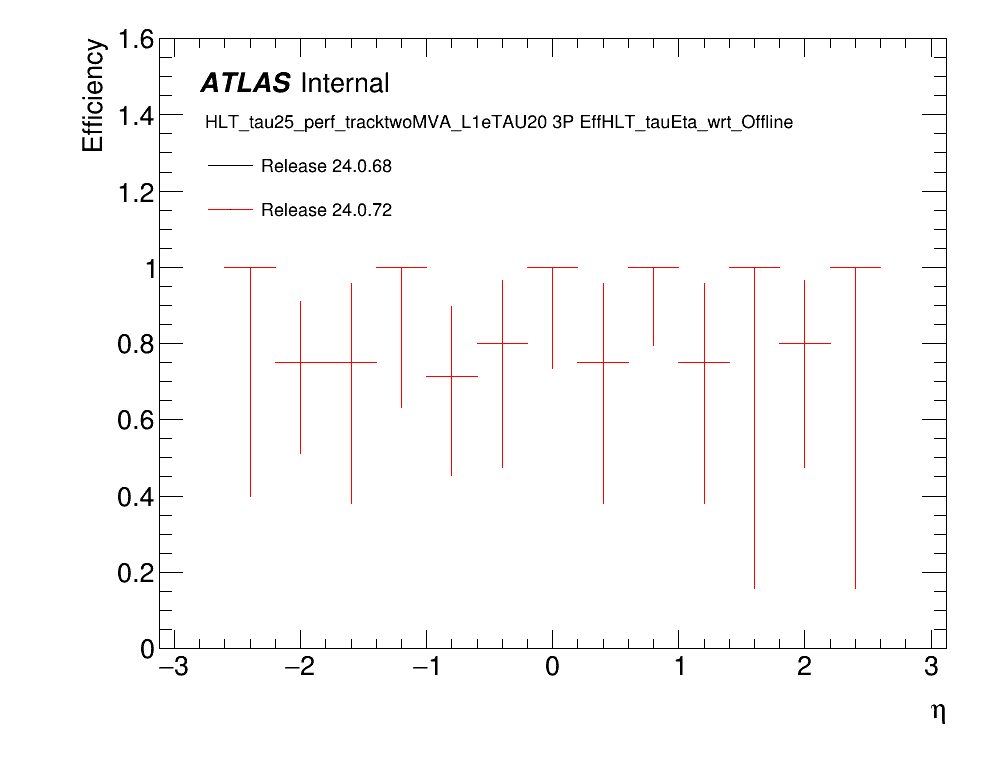 Efficiency
1.6
1.4
1.2
1
0.8
0.6
0.4
0.2
0
ATLAS Internal
HLT_tau25_perf_tracktwoMVA_L1eTAU20 3P EffHLT_tauEta_wrt_Offline
Release 24.0.68
Release 24.0.72
−3 −2 −1 0 1 2 3
η